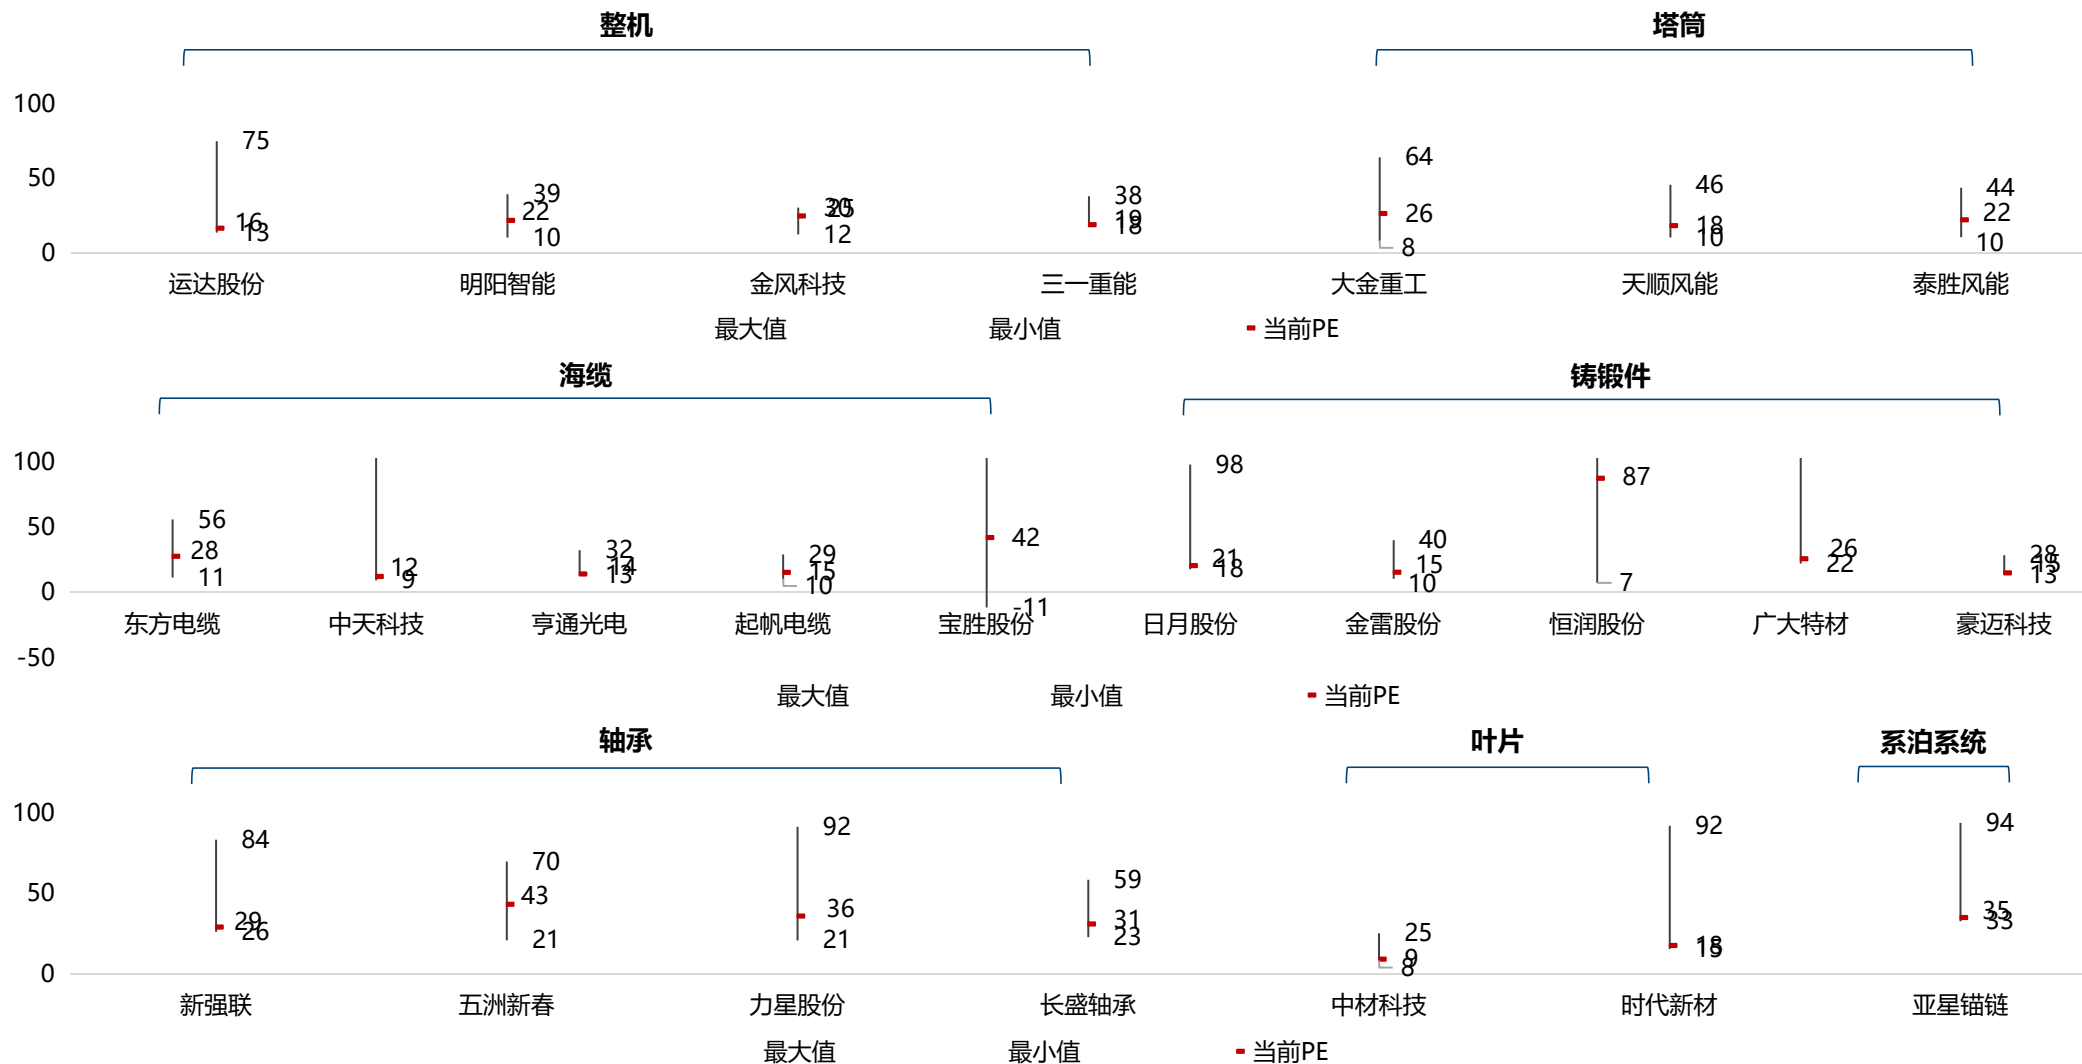 整机 塔筒
100
75 39 30 38 64 46 44
50
16 22 25 19 26 18 22
13 10 12 18 8 10 10
0
运达股份 明阳智能 金风科技 三一重能 大金重工 天顺风能 泰胜风能
最大值 最小值 当前PE
海缆 铸锻件
100
56 32 29 98 40 28
50
28 12 14 15 42 21 15 87 26 15
11 9 13 10 -11 18 10 7 22 13
0
东方电缆 中天科技 亨通光电 起帆电缆 宝胜股份 日月股份 金雷股份 恒润股份 广大特材 豪迈科技
-50
最大值 最小值 当前PE
轴承 叶片 系泊系统
100
84 70 92 59 25 92 94
50
29 43 36 31 9 18 35
26 21 21 23 8 15 33
0
新强联 五洲新春 力星股份 长盛轴承 中材科技 时代新材 亚星锚链
最大值 最小值 当前PE